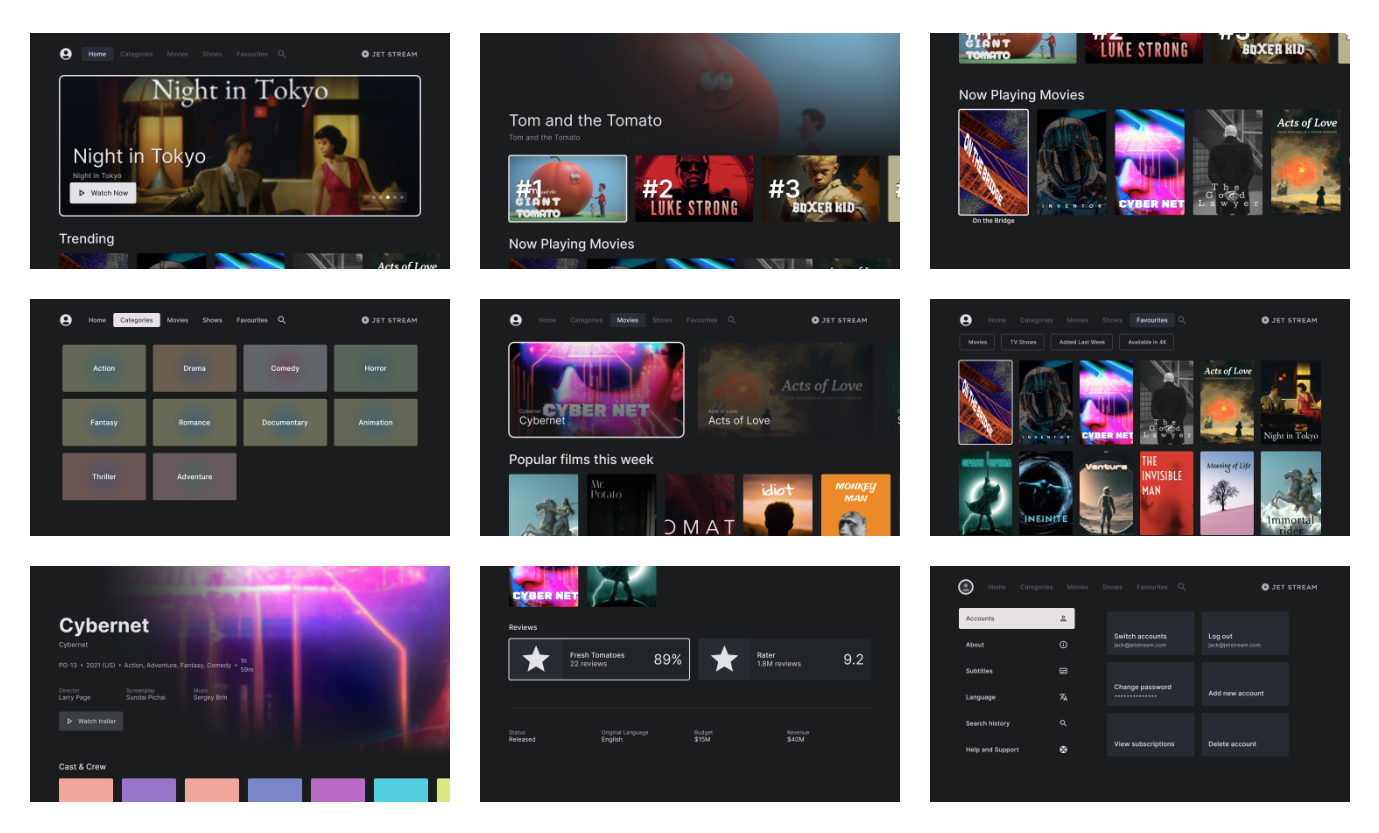 Home Categories Movies Shows Favourites JET STREAM
Night in Tokyo
Night in Tokyo
Night in Tokyo
Watch Now
Trending
Acts of Love
Tom and the Tomato
Tom and the Tomato
#1 and the GIANT TOMATO
#2 LUKE STRONG
#3 BOXER KID
#
Now Playing Movies
GIANT TOMATO
LUKE STRONG
BOXER KID
Now Playing Movies
ON THE BRIDGE
INVENTOR
CYBER NET
The Good Lawyer
Acts of Love
On the Bridge
Home Categories Movies Shows Favourites JET STREAM
Action Drama Comedy Horror
Fantasy Romance Documentary Animation
Thriller Adventure
Home Categories Movies Shows Favourites JET STREAM
CYBER NET
Cybernet
Cybernet
Acts of Love
Acts of Love
Acts of Love
Popular films this week
Mr. Potato
OMAT
idiot
MONKEY MAN
Home Categories Movies Shows Favourites JET STREAM
Movies TV Shows Added Last Week Available in 4K
ON THE BRIDGE
INVENTOR
CYBER NET
The Good Lawyer
Acts of Love
Night in Tokyo
SPACE OPERA
INFINITE
Venture
THE INVISIBLE MAN
Morning of Life
Immortal rider
Cybernet
Cybernet
PG-13 • 2021 (US) • Action, Adventure, Fantasy, Comedy • 1h 59m
Director Screenplay Music
Larry Page Sundai Pichai Sergey Brin
Watch trailer
Cast & Crew
CYBER NET
Reviews
Fresh Tomatoes
22 reviews
89%
Rater
1.8M reviews
9.2
Status Original Language Budget Revenue
Released English $15M $40M
Home Categories Movies Shows Favourites JET STREAM
Accounts
About
Subtitles
Language
Search history
Help and Support
Switch accounts
jack@jetstream.com
Log out
jack@jetstream.com
Change password
••••••••••••••
Add new account
View subscriptions
Delete account